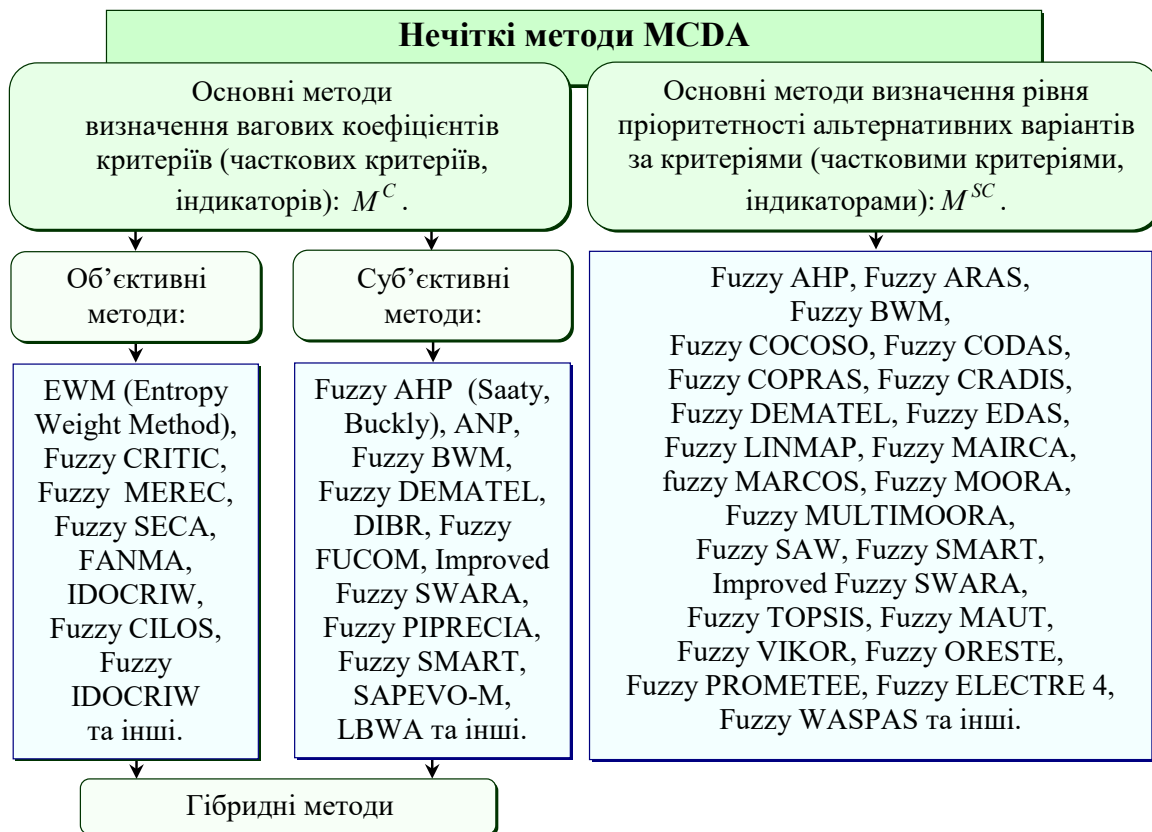 Нечіткі методи MCDA
Основні методи
визначення вагових коефіцієнтів
критеріїв (часткових критеріїв,
індикаторів): M^C .
Основні методи визначення рівня
пріоритетності альтернативних варіантів
за критеріями (частковими критеріями,
індикаторами): M^SC .
Об’єктивні
методи:
Суб’єктивні
методи:
EWM (Entropy
Weight Method),
Fuzzy CRITIC,
Fuzzy MEREC,
Fuzzy SECA,
FANMA,
IDOCRIW,
Fuzzy CILOS,
Fuzzy
IDOCRIW
та інші.
Fuzzy AHP (Saaty,
Buckly), ANP,
Fuzzy BWM,
Fuzzy DEMATEL,
DIBR, Fuzzy
FUCOM, Improved
Fuzzy SWARA,
Fuzzy PIPRECIA,
Fuzzy SMART,
SAPEVO-M,
LBWA та інші.
Fuzzy AHP, Fuzzy ARAS,
Fuzzy BWM,
Fuzzy COCOSO, Fuzzy CODAS,
Fuzzy COPRAS, Fuzzy CRADIS,
Fuzzy DEMATEL, Fuzzy EDAS,
Fuzzy LINMAP, Fuzzy MAIRCA,
fuzzy MARCOS, Fuzzy MOORA,
Fuzzy MULTIMOORA,
Fuzzy SAW, Fuzzy SMART,
Improved Fuzzy SWARA,
Fuzzy TOPSIS, Fuzzy MAUT,
Fuzzy VIKOR, Fuzzy ORESTE,
Fuzzy PROMETEE, Fuzzy ELECTRE 4,
Fuzzy WASPAS та інші.
Гібридні методи